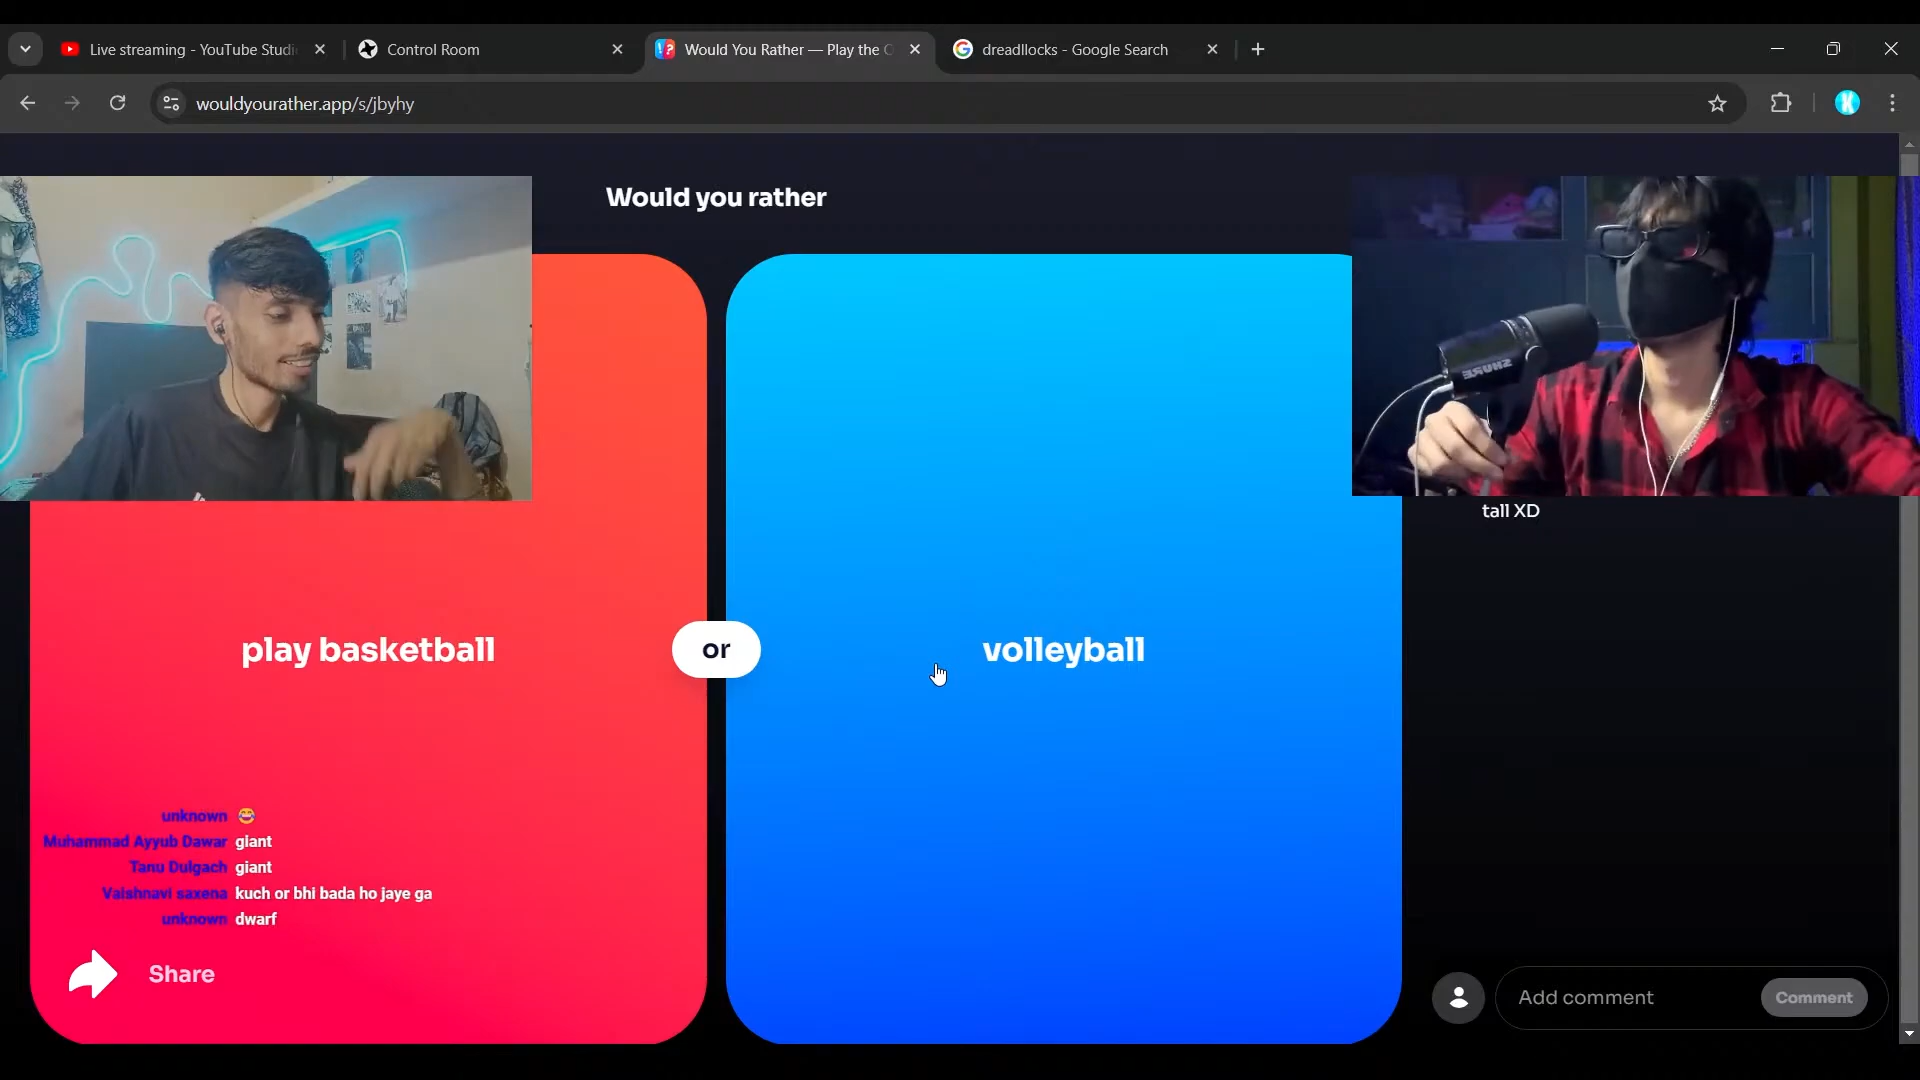 Live streaming - YouTube Studi
Control Room
Would You Rather — Play the C
dreadllocks - Google Search
wouldyourather.app/s/jbyhy
K
Would you rather
SHURE
tall XD
play basketball
or
volleyball
unknown 😂
Muhammad Ayyub Dawar giant
Tanu Dulgach giant
Vaishnavi saxena kuch or bhi bada ho jaye ga
unknown dwarf
Share
Add comment
Comment